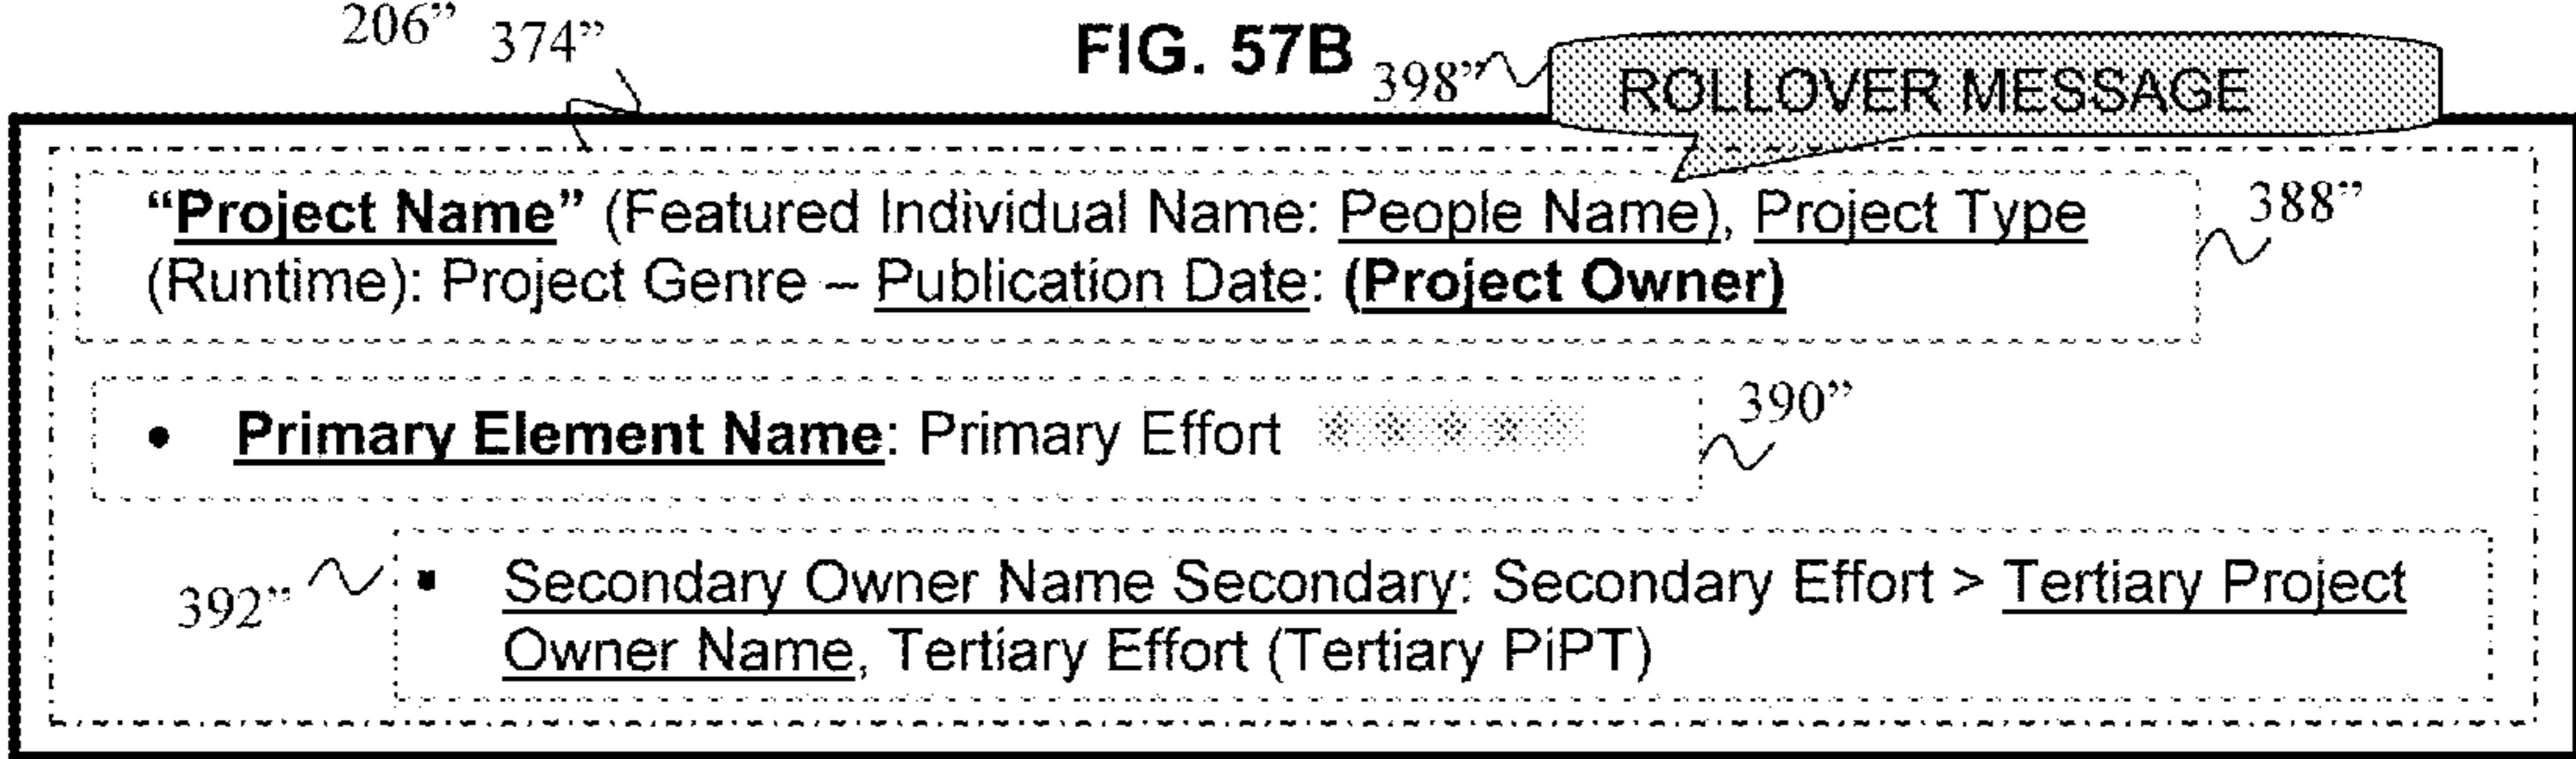 206”
374”
FIG. 57B
398”
ROLLOVER MESSAGE
“Project Name” (Featured Individual Name: People Name), Project Type
(Runtime): Project Genre – Publication Date: (Project Owner)
388”
• Primary Element Name: Primary Effort
390”
392”
▪ Secondary Owner Name Secondary: Secondary Effort > Tertiary Project
Owner Name, Tertiary Effort (Tertiary PiPT)